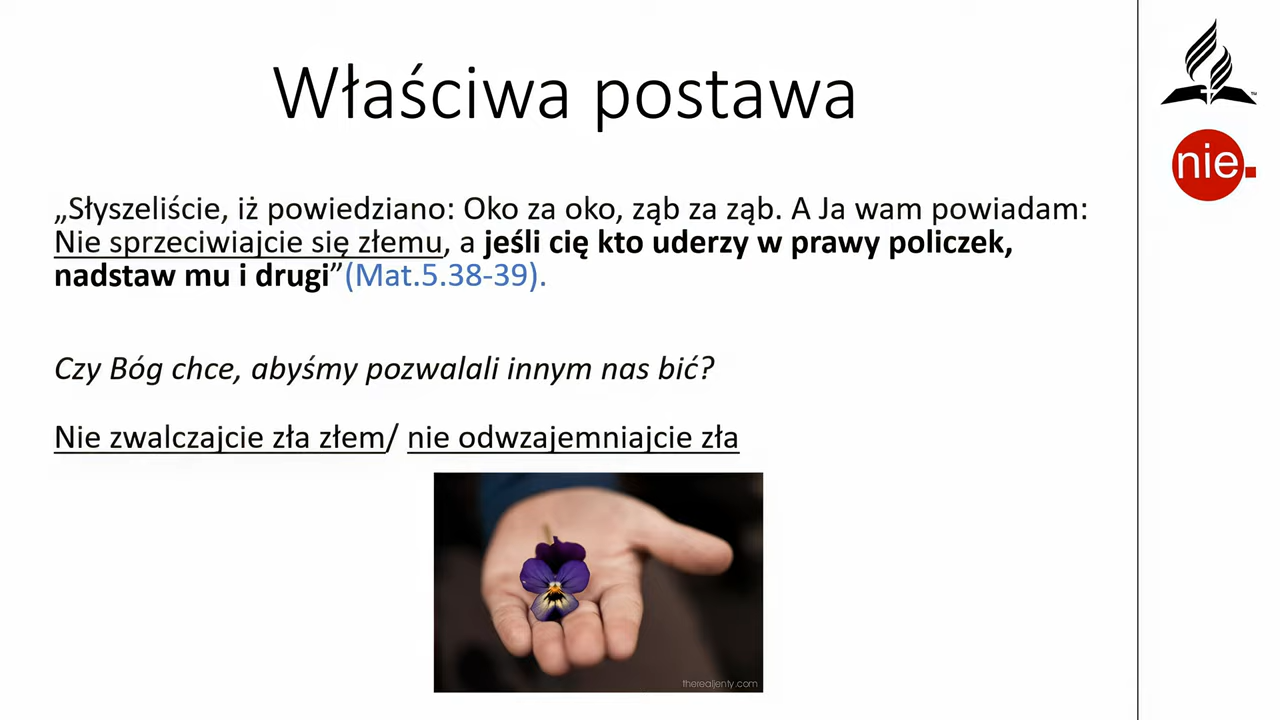 Właściwa postawa
„Słyszeliście, iż powiedziano: Oko za oko, ząb za ząb. A Ja wam powiadam:
Nie sprzeciwiajcie się złemu, a jeśli cię kto uderzy w prawy policzek,
nadstaw mu i drugi”(Mat.5.38-39).
Czy Bóg chce, abyśmy pozwalali innym nas bić?
Nie zwalczajcie zła złem/ nie odwzajemniajcie zła
therealjenty.com
TM
nie.